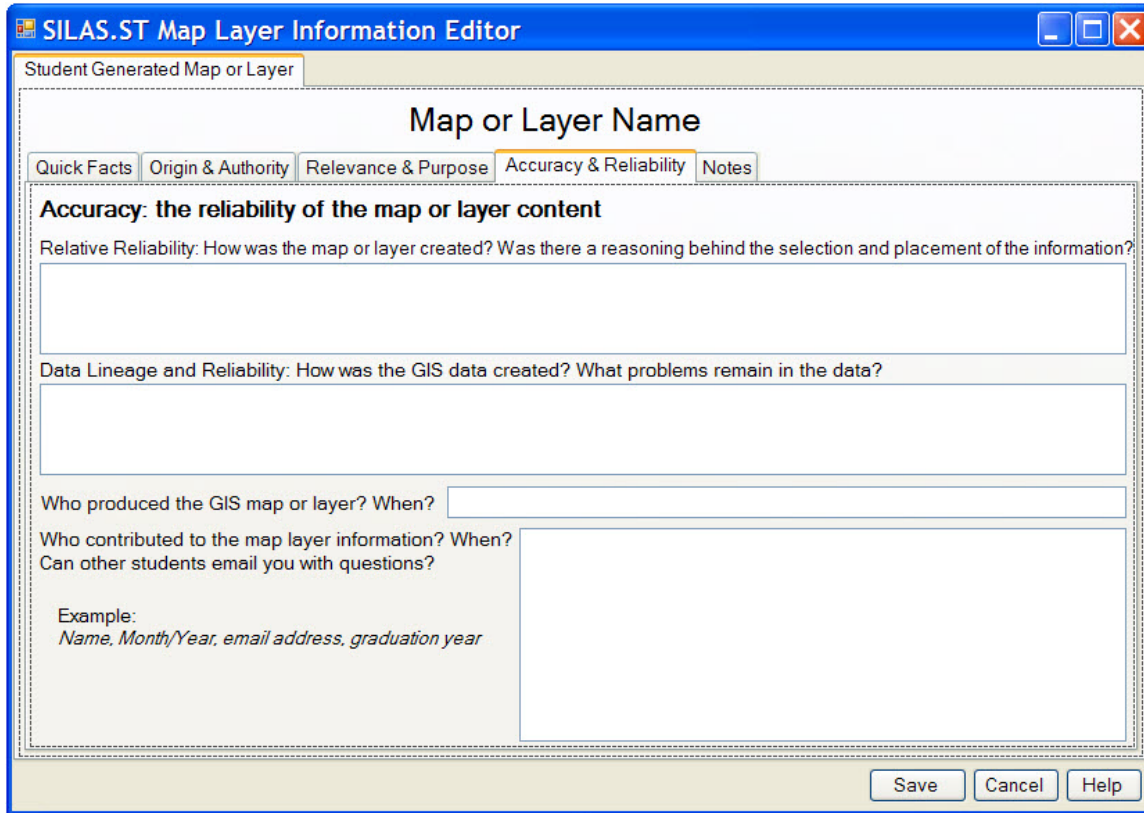 SILAS.ST Map Layer Information Editor
Student Generated Map or Layer
Map or Layer Name
Quick Facts Origin & Authority Relevance & Purpose Accuracy & Reliability Notes
Accuracy: the reliability of the map or layer content
Relative Reliability: How was the map or layer created? Was there a reasoning behind the selection and placement of the information?
Data Lineage and Reliability: How was the GIS data created? What problems remain in the data?
Who produced the GIS map or layer? When?
Who contributed to the map layer information? When?
Can other students email you with questions?
Example:
Name, Month/Year, email address, graduation year
Save Cancel Help